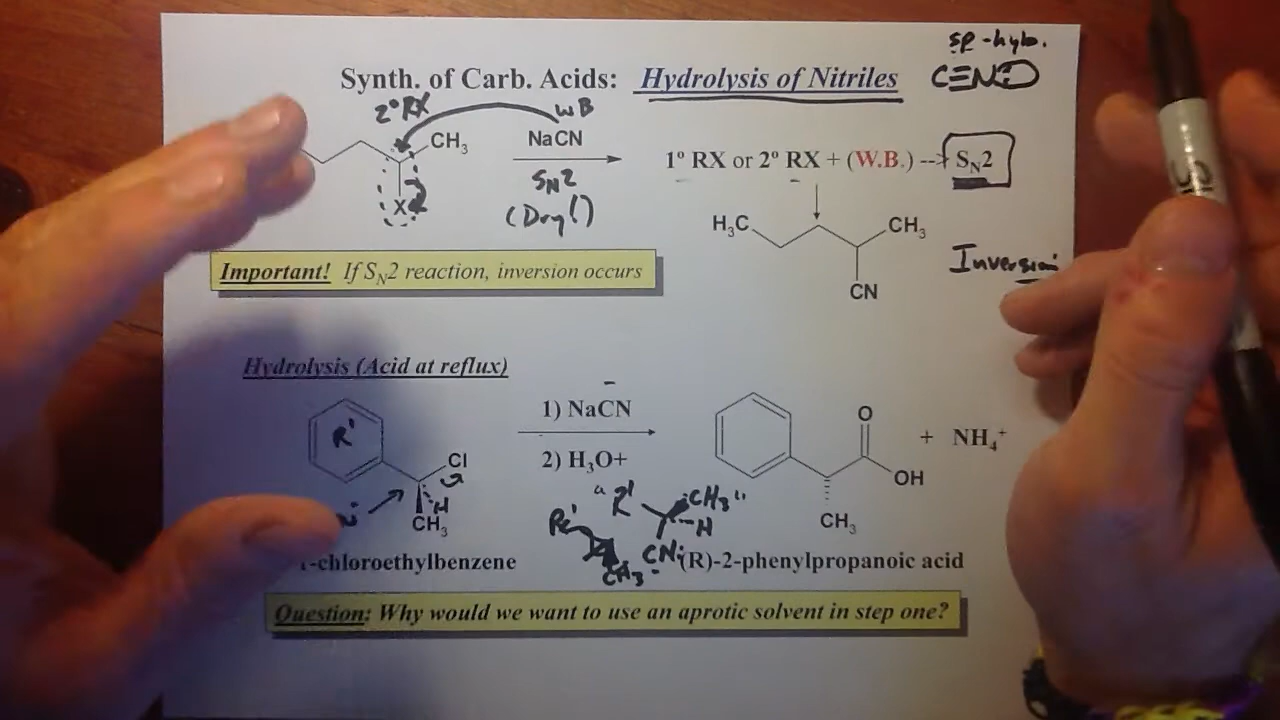 sp-hyb.
Synth. of Carb. Acids: Hydrolysis of Nitriles C≡N:
2° RX WB
CH3 NaCN
1° RX or 2° RX + (W.B.) --> SN2
X SN2
(Dry!)
H3C CH3
CN
Inversion
Important! If SN2 reaction, inversion occurs
Hydrolysis (Acid at reflux)
R' Cl
H
CH3
1) NaCN
2) H3O+
O
OH
CH3
+ NH4+
"R' CH3"
H
CN
CH3
-chloroethylbenzene
(R)-2-phenylpropanoic acid
Question: Why would we want to use an aprotic solvent in step one?